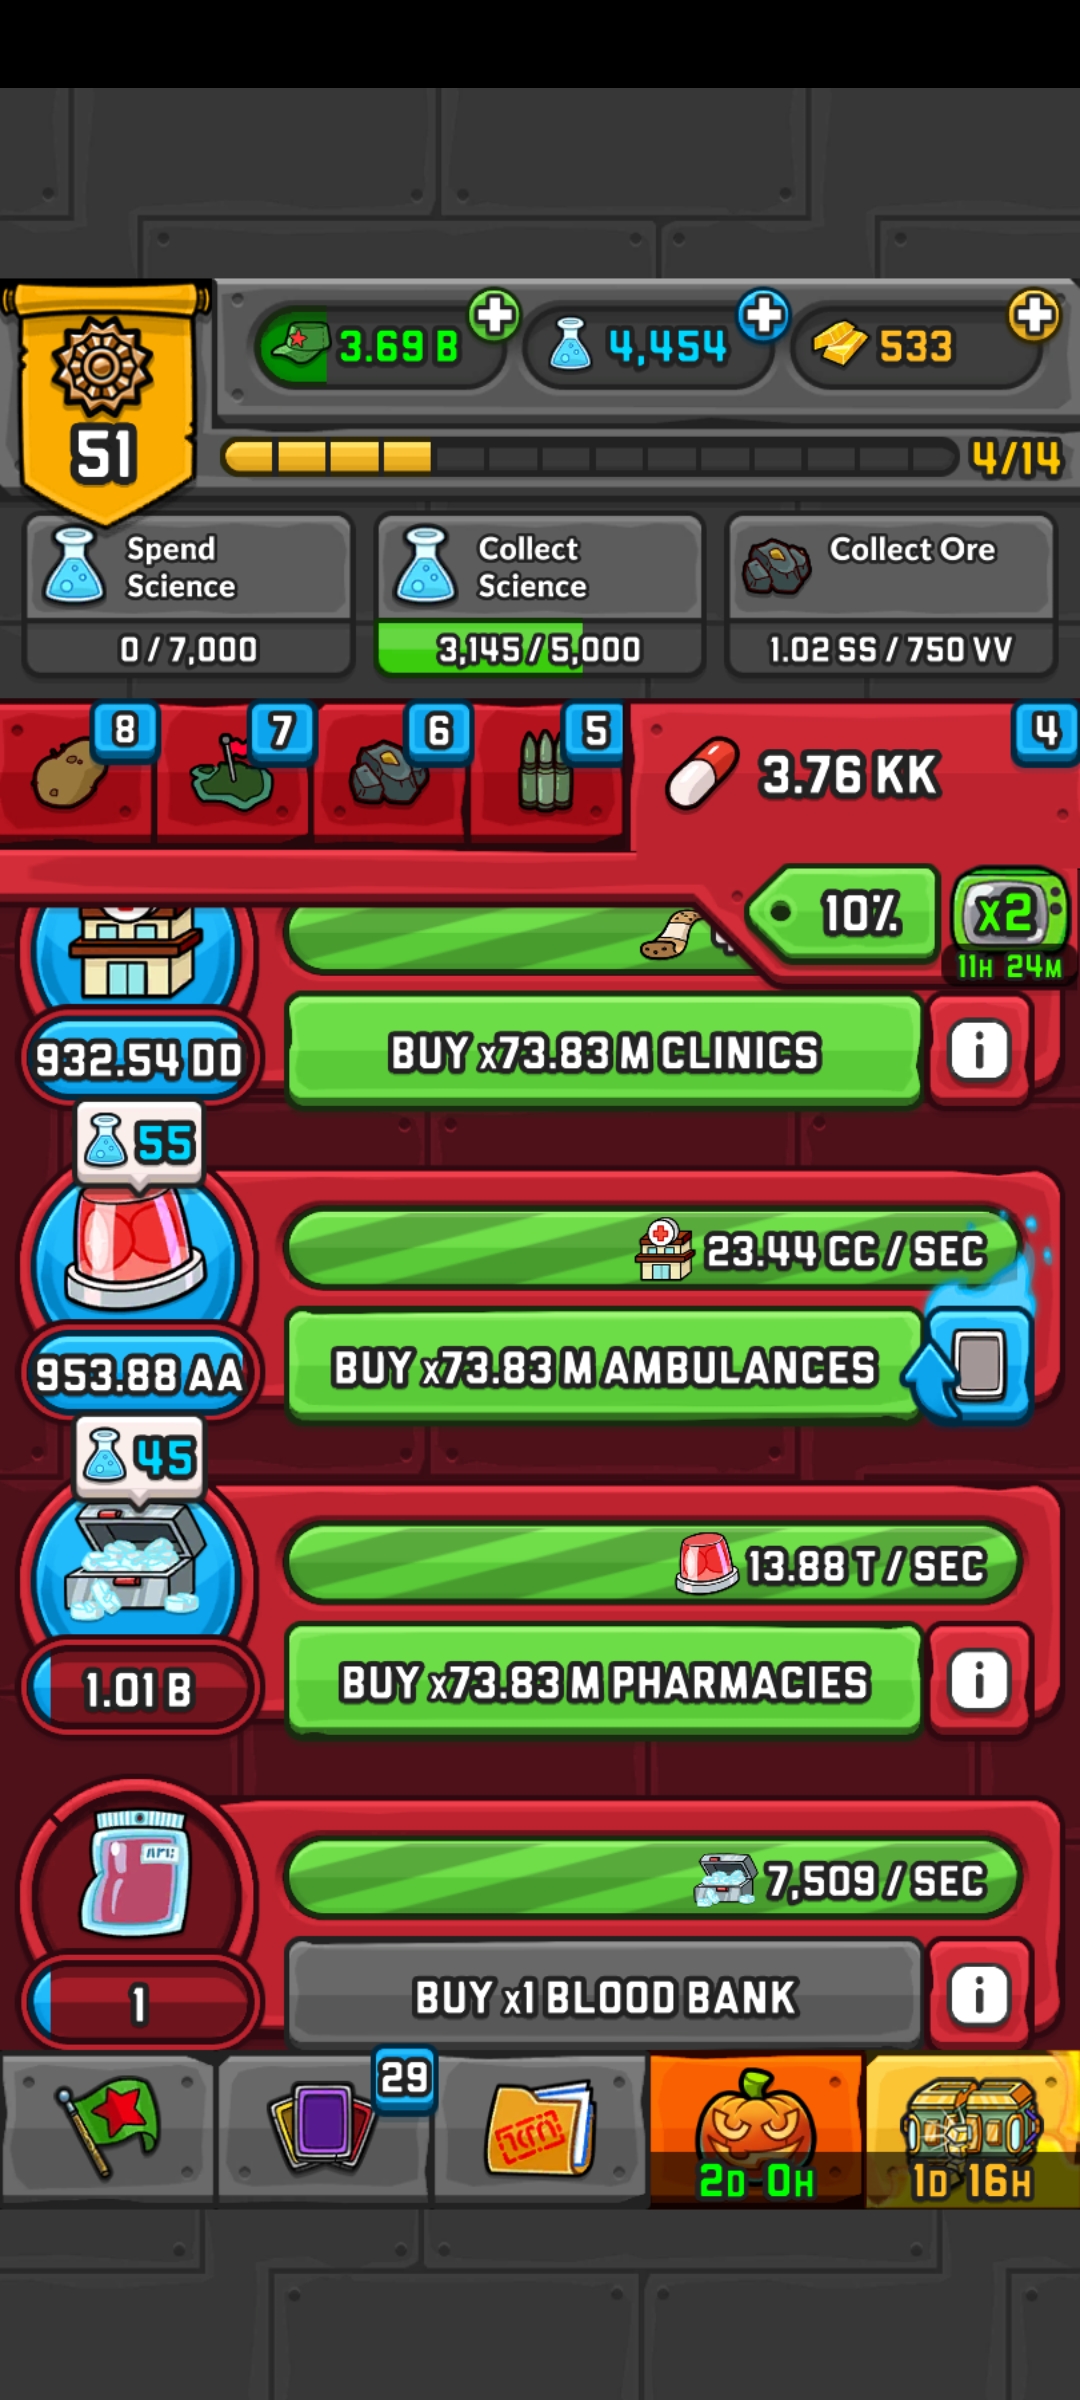 3.69 B
4,454
533
51
4/14
Spend
Science
0 / 7,000
Collect
Science
3,145 / 5,000
Collect Ore
1.02 SS / 750 VV
8
7
6
5
3.76 KK
4
10%
x2
11H 24M
932.54 DD
BUY x73.83 M CLINICS
i
55
23.44 CC / SEC
953.88 AA
BUY x73.83 M AMBULANCES
45
13.88 T / SEC
1.01 B
BUY x73.83 M PHARMACIES
i
7,509 / SEC
1
BUY x1 BLOOD BANK
i
29
2D 0H
1D 16H